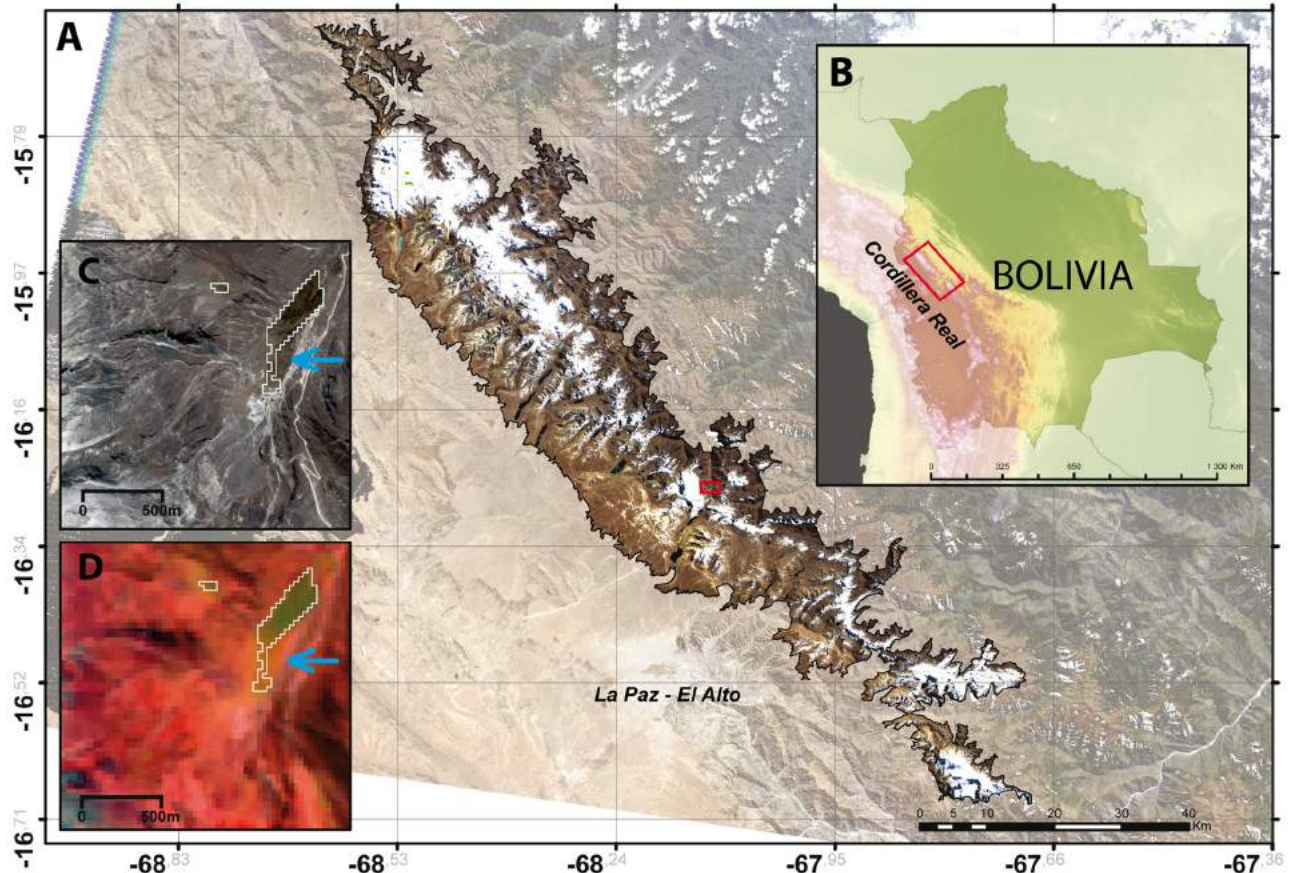 A
B
BOLIVIA
Cordillera Real
0 325 650 1 300 Km
C
0 500m
D
0 500m
La Paz - El Alto
0 5 10 20 30 40
Km
-15.79
-15.97
-16.16
-16.34
-16.52
-16.71
-68.83 -68.53 -68.24 -67.95 -67.66 -67.36